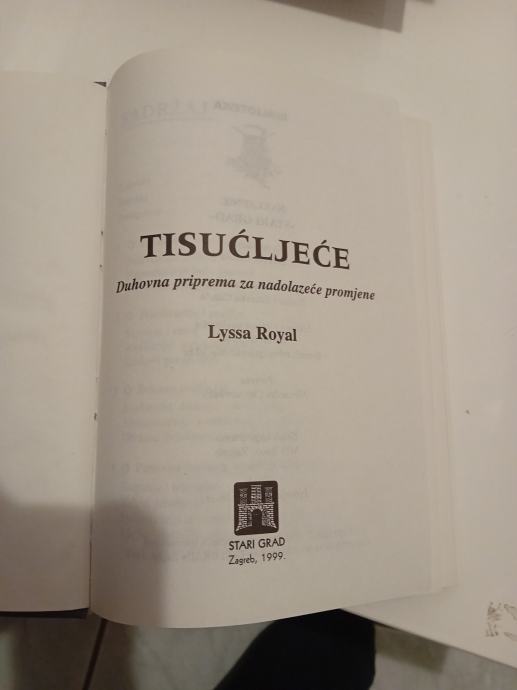 TISUĆLJEĆE
Duhovna priprema za nadolazeće promjene
Lyssa Royal
STARI GRAD
Zagreb, 1999.